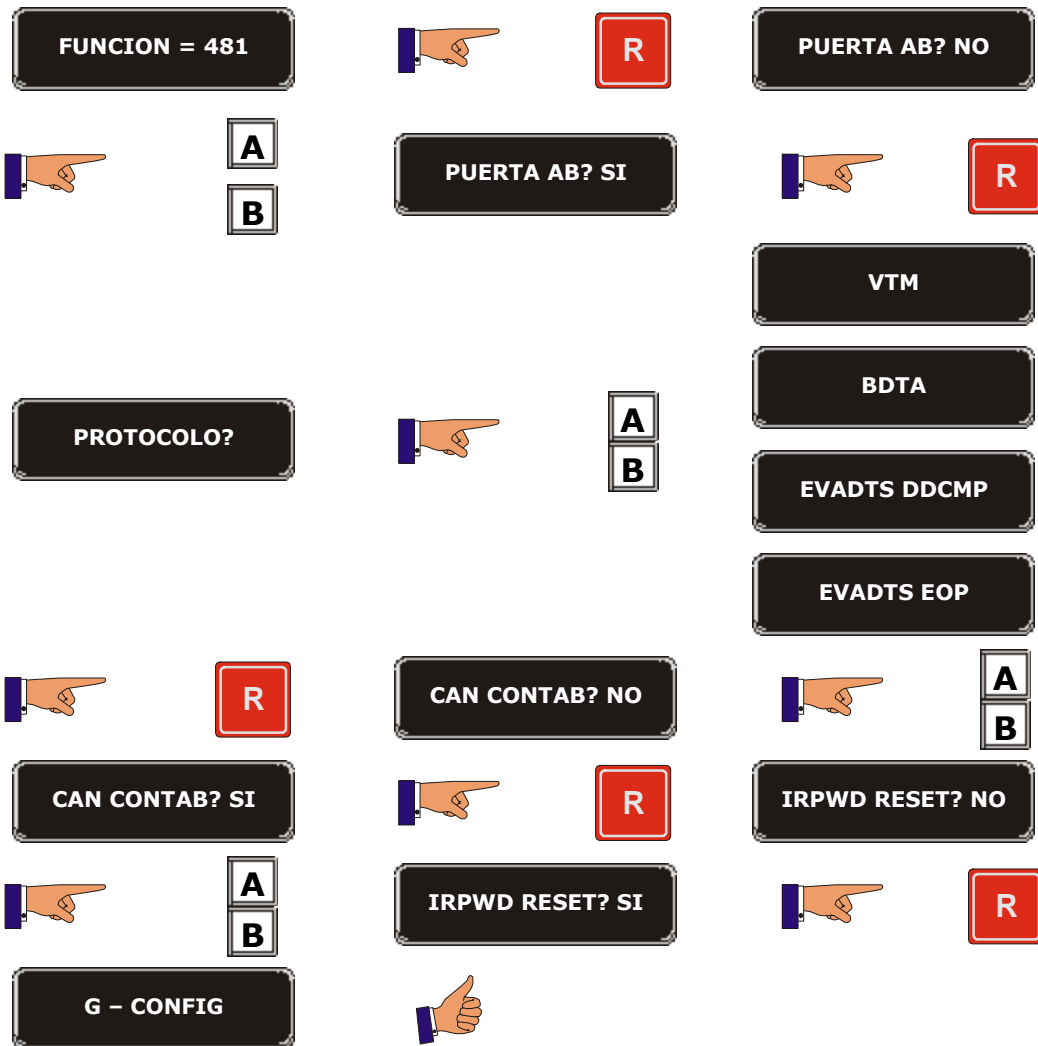 FUNCION = 481
R
PUERTA AB? NO
A
B
PUERTA AB? SI
R
VTM
BDTA
PROTOCOLO?
A
B
EVADTS DDCMP
EVADTS EOP
R
CAN CONTAB? NO
A
B
CAN CONTAB? SI
R
IRPWD RESET? NO
A
B
IRPWD RESET? SI
R
G – CONFIG